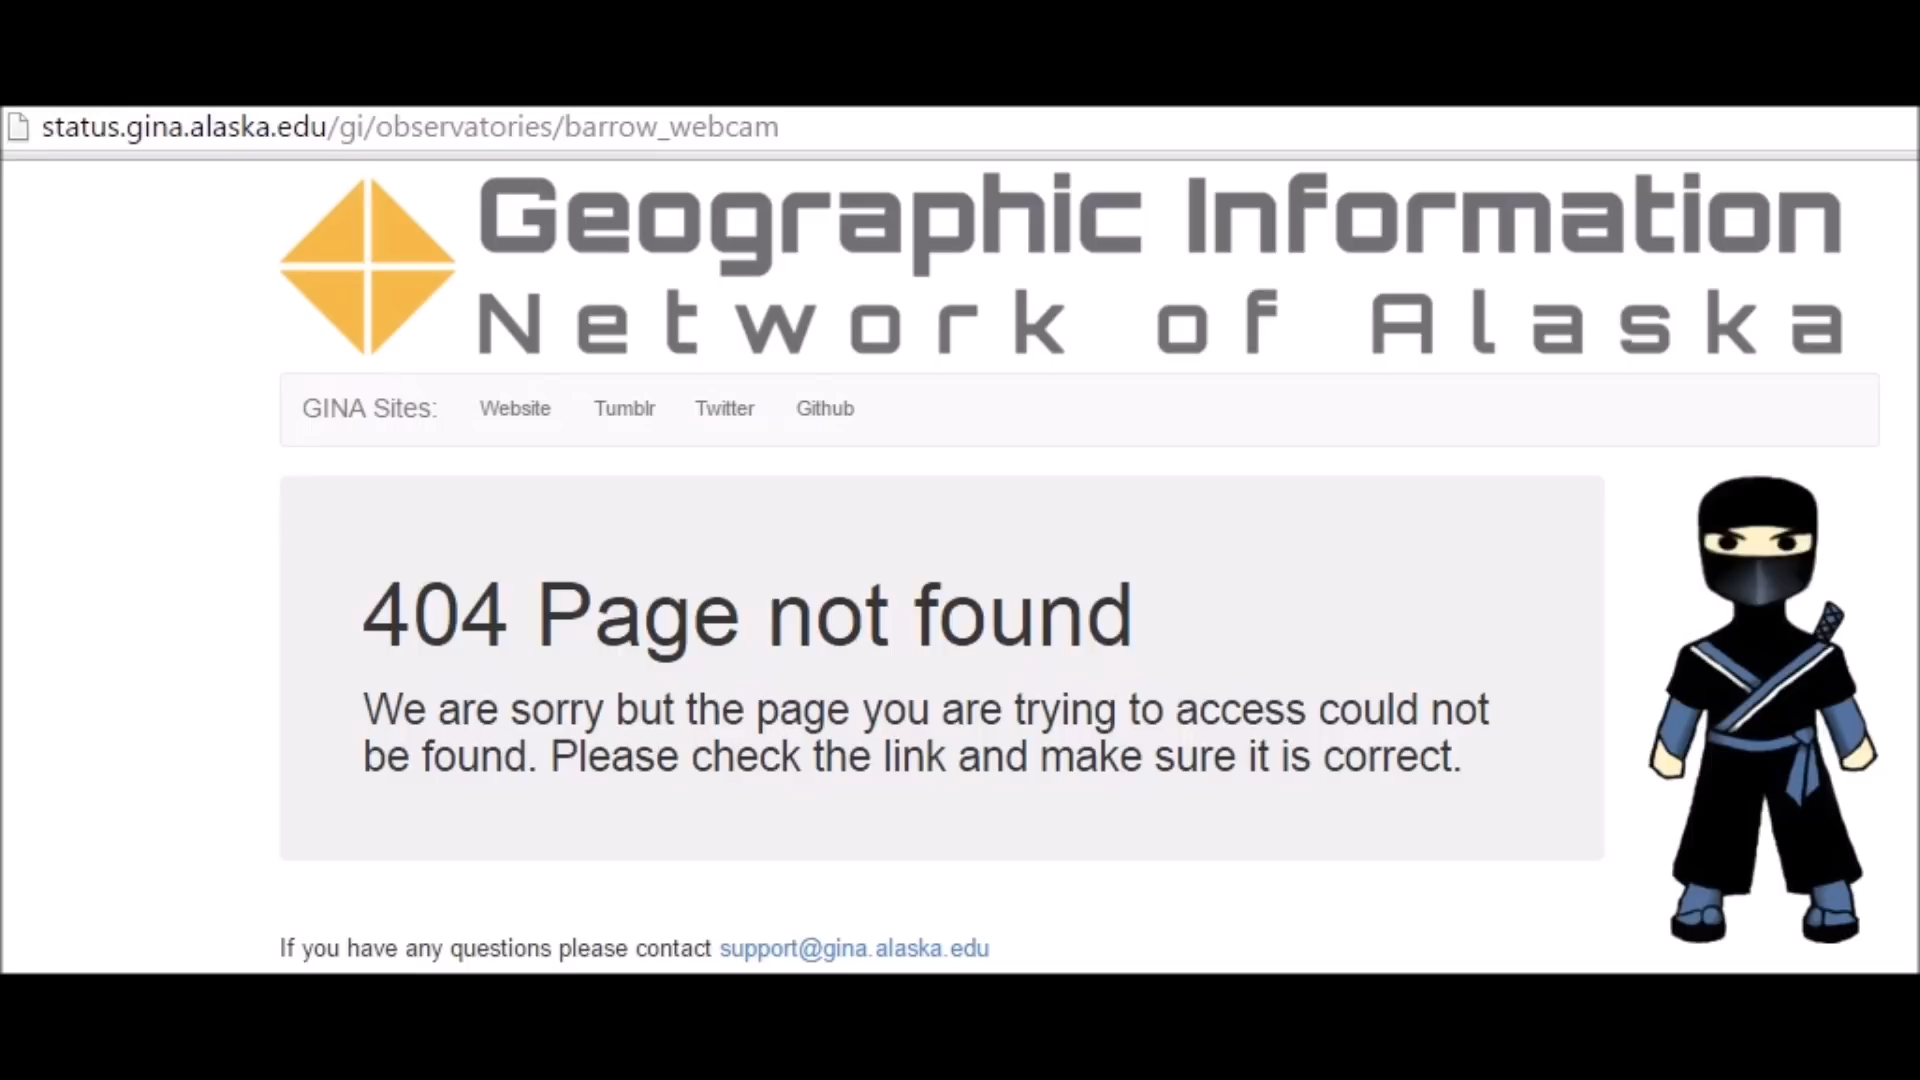 status.gina.alaska.edu/gi/observatories/barrow_webcam
Geographic Information
Network of Alaska
GINA Sites: Website Tumblr Twitter Github
404 Page not found
We are sorry but the page you are trying to access could not
be found. Please check the link and make sure it is correct.
If you have any questions please contact support@gina.alaska.edu